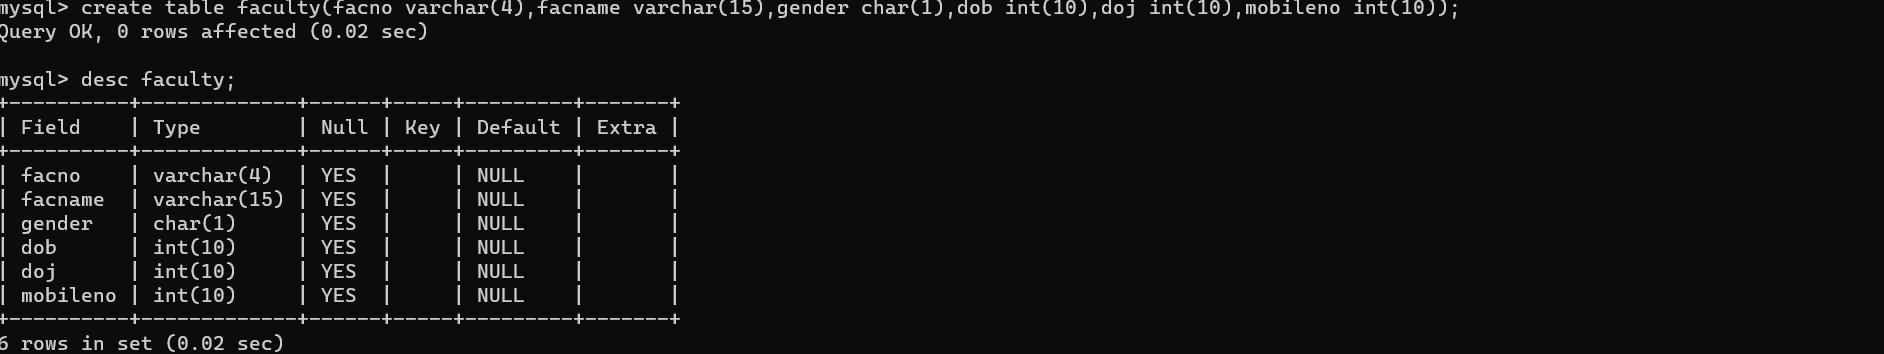 mysql> create table faculty(facno varchar(4),facname varchar(15),gender char(1),dob int(10),doj int(10),mobileno int(10));
Query OK, 0 rows affected (0.02 sec)
mysql> desc faculty;
+----------+-------------+------+-----+---------+-------+
| Field    | Type        | Null | Key | Default | Extra |
+----------+-------------+------+-----+---------+-------+
| facno    | varchar(4)  | YES  |     | NULL    |       |
| facname  | varchar(15) | YES  |     | NULL    |       |
| gender   | char(1)     | YES  |     | NULL    |       |
| dob      | int(10)     | YES  |     | NULL    |       |
| doj      | int(10)     | YES  |     | NULL    |       |
| mobileno | int(10)     | YES  |     | NULL    |       |
+----------+-------------+------+-----+---------+-------+
6 rows in set (0.02 sec)